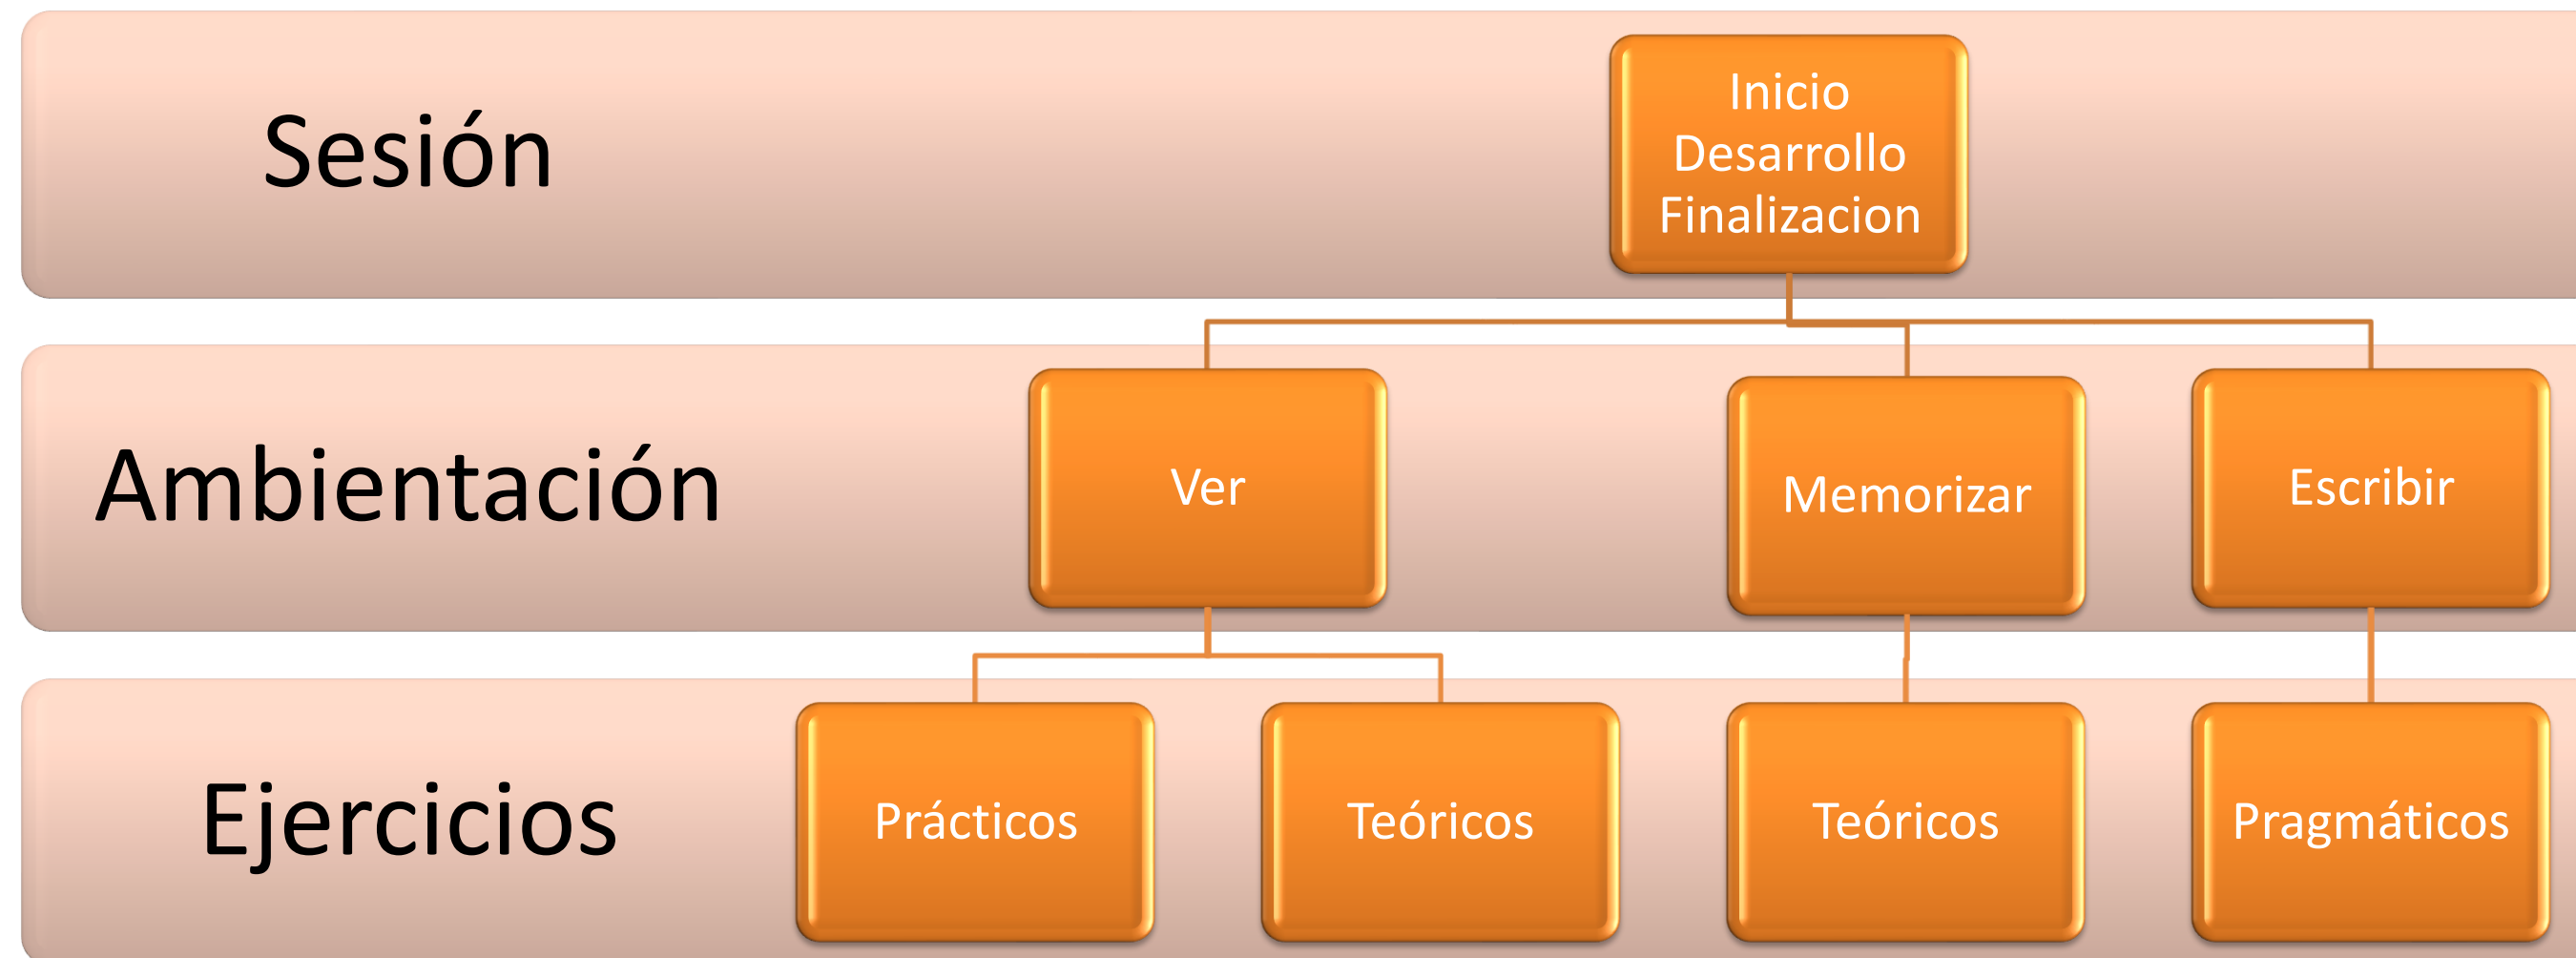 Sesión
Inicio
Desarrollo
Finalizacion
Ambientación
Ver
Memorizar
Escribir
Ejercicios
Prácticos
Teóricos
Teóricos
Pragmáticos